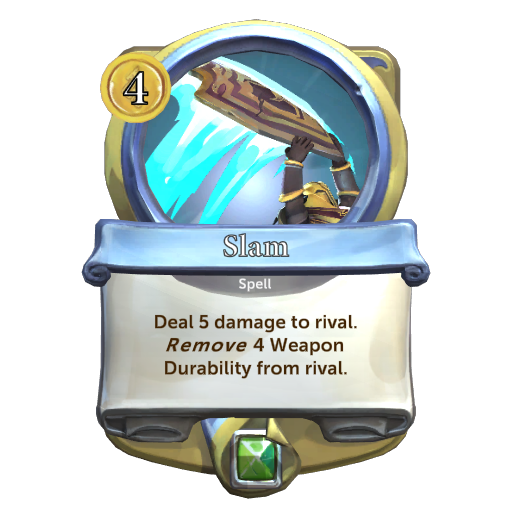 4
Slam
Spell
Deal 5 damage to rival.
Remove 4 Weapon
Durability from rival.